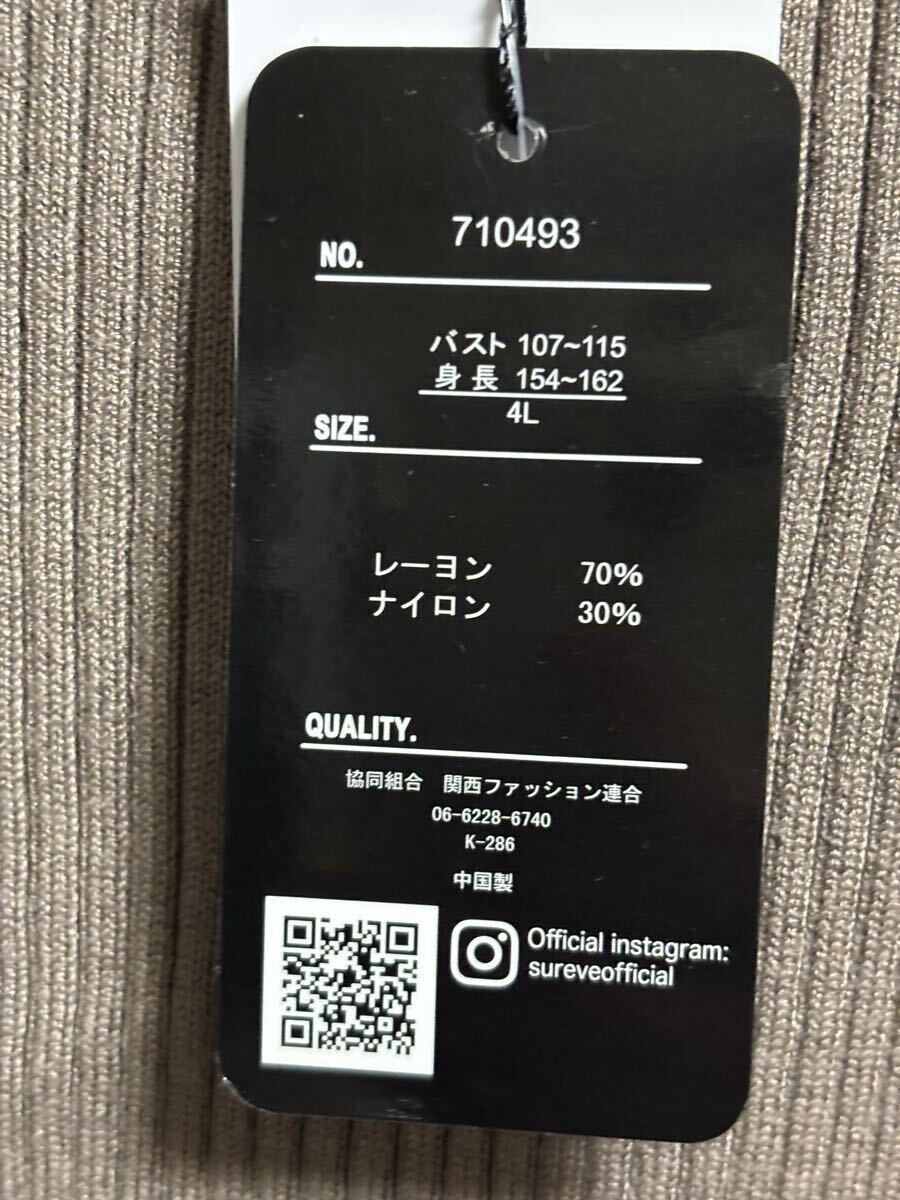 NO. 710493
バスト 107~115
身長 154~162
4L
SIZE.
レーヨン 70%
ナイロン 30%
QUALITY.
協同組合 関西ファッション連合
06-6228-6740
K-286
中国製
Official instagram:
sureveofficial